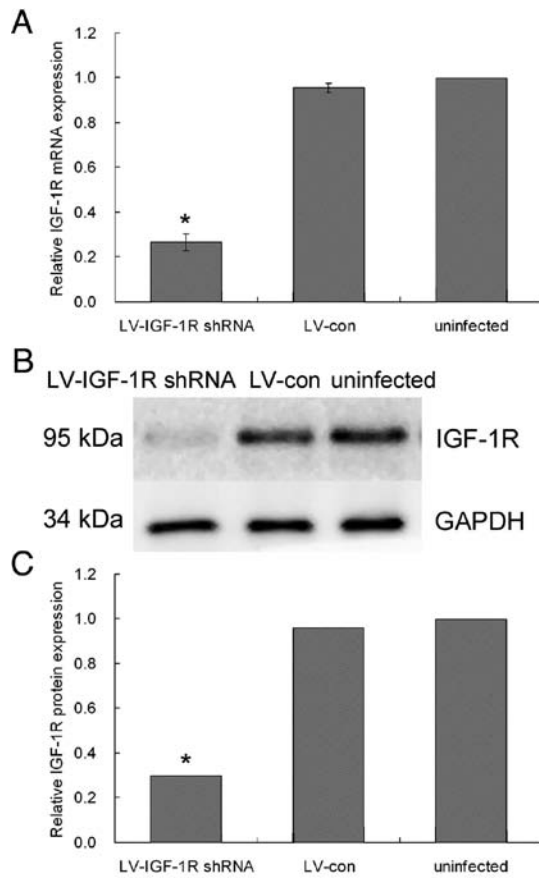 A
Relative IGF-1R mRNA expression
1.2
1.0
0.8
0.6
0.4
0.2
0.0
*
LV-IGF-1R shRNA LV-con uninfected
B
LV-IGF-1R shRNA LV-con uninfected
95 kDa IGF-1R
34 kDa GAPDH
C
Relative IGF-1R protein expression
1.2
1.0
0.8
0.6
0.4
0.2
0.0
*
LV-IGF-1R shRNA LV-con uninfected